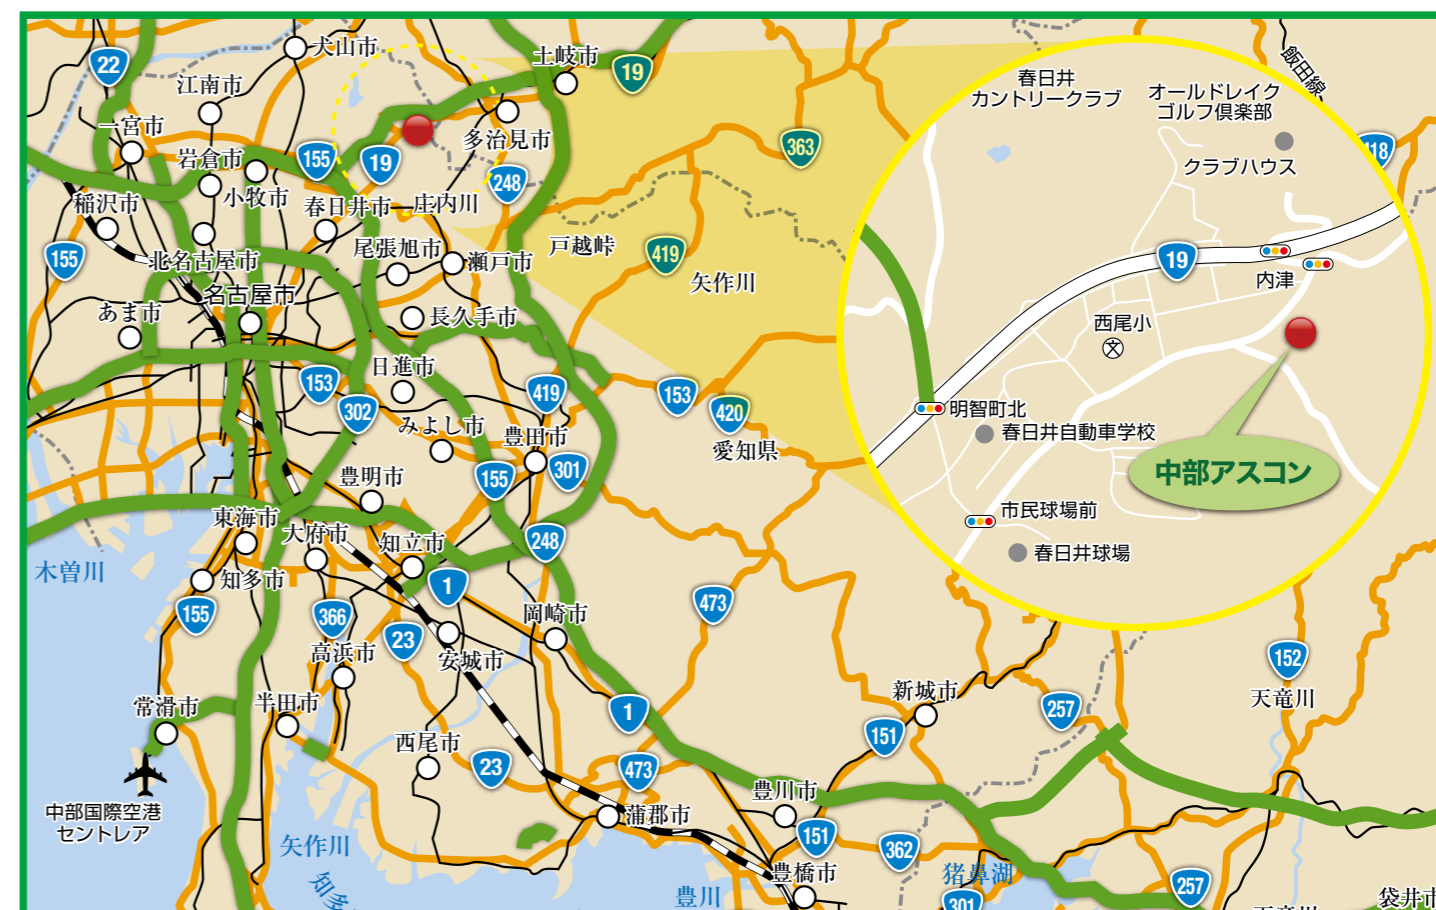 22
犬山市
江南市
土岐市
19
一宮市
多治見市
岩倉市
155
19
小牧市
248
稲沢市
春日井市
庄内川
363
155
北名古屋市
尾張旭市
瀬戸市
戸越峠
419
矢作川
名古屋市
あま市
長久手市
日進市
153
302
419
153
420
みよし市
豊田市
愛知県
155
301
豊明市
東海市
大府市
知立市
248
木曽川
知多市
1
155
366
岡崎市
473
23
高浜市
安城市
152
天竜川
常滑市
半田市
新城市
1
257
151
西尾市
23
473
中部国際空港
セントレア
豊川市
蒲郡市
151
362
矢作川
知多
豊橋市
猪鼻湖
豊川
301
257
袋井市
天竜川
飯田線
春日井
カントリークラブ
オールドレイク
ゴルフ倶楽部
クラブハウス
418
19
内津
西尾小
文
明智町北
春日井自動車学校
中部アスコン
市民球場前
春日井球場